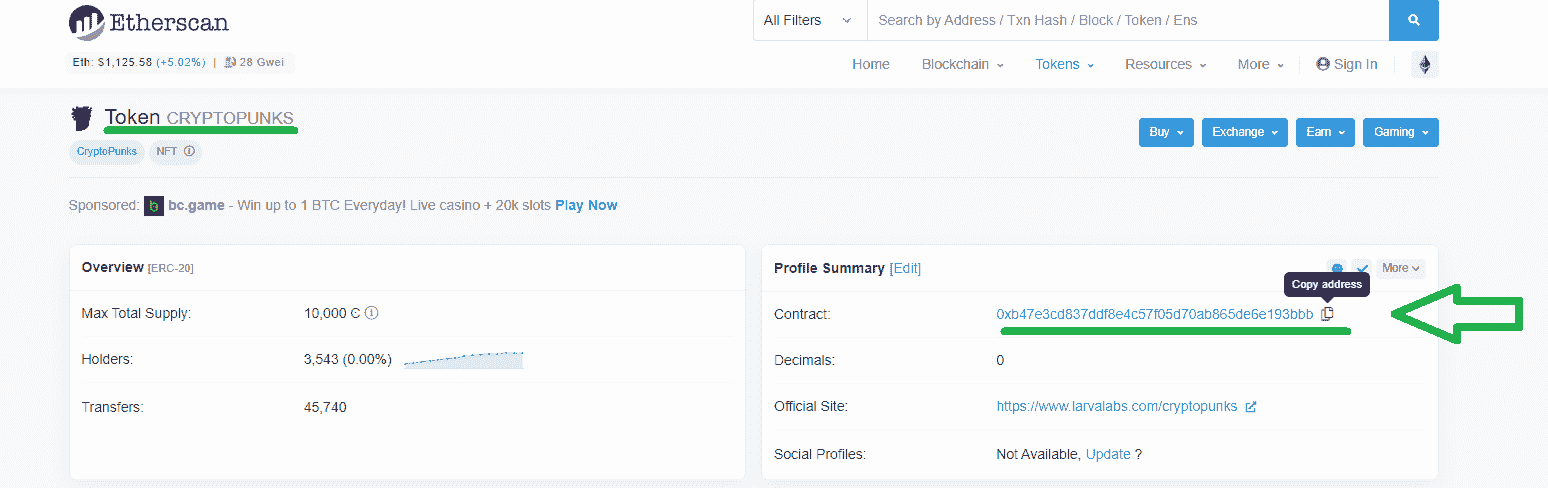 Etherscan
All Filters
Search by Address / Txn Hash / Block / Token / Ens
Eth: $1,125.58 (+5.02%) | 28 Gwei
Home Blockchain Tokens Resources More Sign In
Token CRYPTOPUNKS
CryptoPunks NFT
Buy Exchange Earn Gaming
Sponsored: bc.game - Win up to 1 BTC Everyday! Live casino + 20k slots Play Now
Overview [ERC-20]
Max Total Supply: 10,000 Ͼ
Holders: 3,543 (0.00%)
Transfers: 45,740
Profile Summary [Edit]
More
Copy address
Contract: 0xb47e3cd837ddf8e4c57f05d70ab865de6e193bbb
Decimals: 0
Official Site: https://www.larvalabs.com/cryptopunks
Social Profiles: Not Available, Update ?